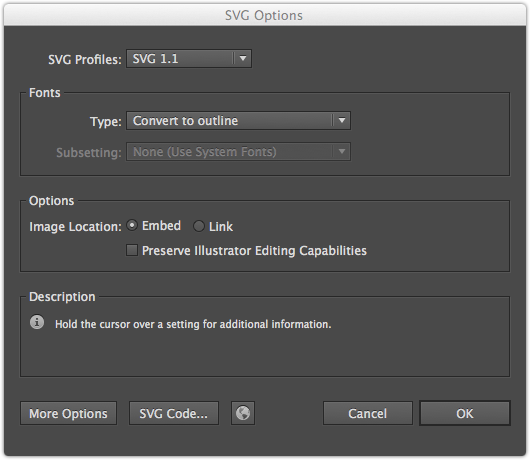 SVG Options
SVG Profiles: SVG 1.1
Fonts
Type: Convert to outline
Subsetting: None (Use System Fonts)
Options
Image Location: Embed Link
Preserve Illustrator Editing Capabilities
Description
Hold the cursor over a setting for additional information.
More Options SVG Code... Cancel OK